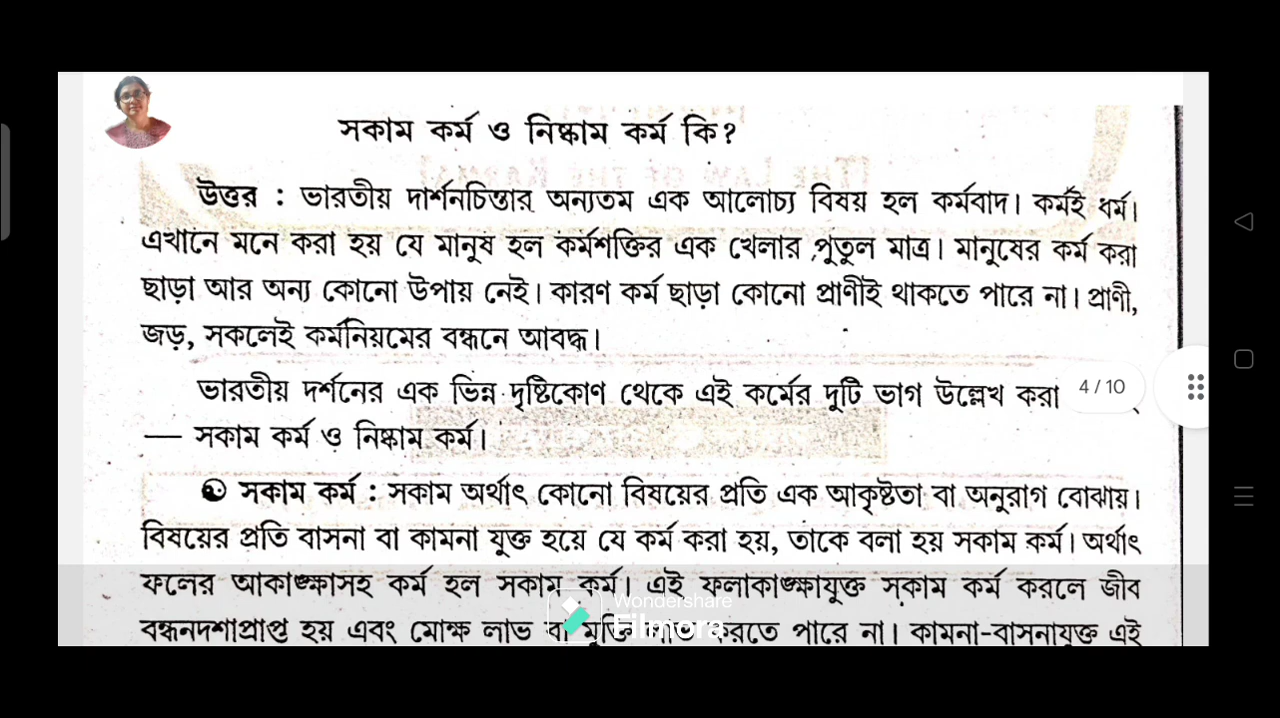 সকাম কর্ম ও নিষ্কাম কর্ম কি?
উত্তর : ভারতীয় দার্শনচিন্তার অন্যতম এক আলোচ্য বিষয় হল কর্মবাদ। কর্মই ধর্ম।
এখানে মনে করা হয় যে মানুষ হল কর্মশক্তির এক খেলার পুতুল মাত্র। মানুষের কর্ম করা
ছাড়া আর অন্য কোনো উপায় নেই। কারণ কর্ম ছাড়া কোনো প্রাণীই থাকতে পারে না। প্রাণী,
জড়, সকলেই কর্মনিয়মের বন্ধনে আবদ্ধ।
ভারতীয় দর্শনের এক ভিন্ন দৃষ্টিকোণ থেকে এই কর্মের দুটি ভাগ উল্লেখ করা
4 / 10
— সকাম কর্ম ও নিষ্কাম কর্ম।
সকাম কর্ম : সকাম অর্থাৎ কোনো বিষয়ের প্রতি এক আকৃষ্টতা বা অনুরাগ বোঝায়।
বিষয়ের প্রতি বাসনা বা কামনা যুক্ত হয়ে যে কর্ম করা হয়, তাকে বলা হয় সকাম কর্ম। অর্থাৎ
ফলের আকাঙ্ক্ষাসহ কর্ম হল সকাম কর্ম। এই ফলাকাঙ্ক্ষাযুক্ত সকাম কর্ম করলে জীব
বন্ধনদশাপ্রাপ্ত হয় এবং মোক্ষ লাভ বা মুক্তি লাভ করতে পারে না। কামনা-বাসনাযুক্ত এই
Wondershare
Filmora